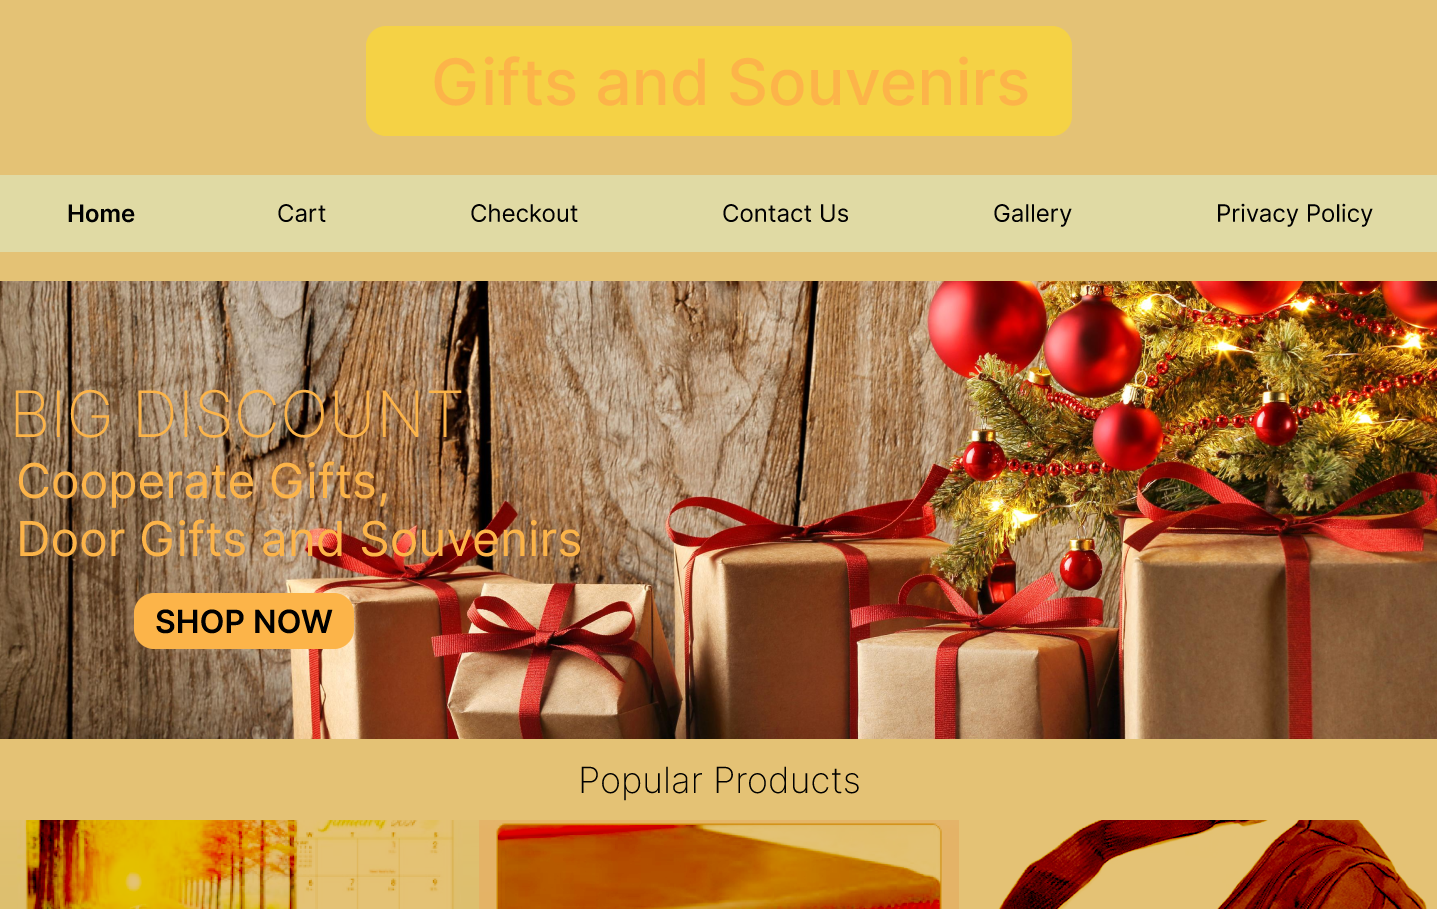 Gifts and Souvenirs
Home Cart Checkout Contact Us Gallery Privacy Policy
BIG DISCOUNT
Cooperate Gifts,
Door Gifts and Souvenirs
SHOP NOW
Popular Products
January